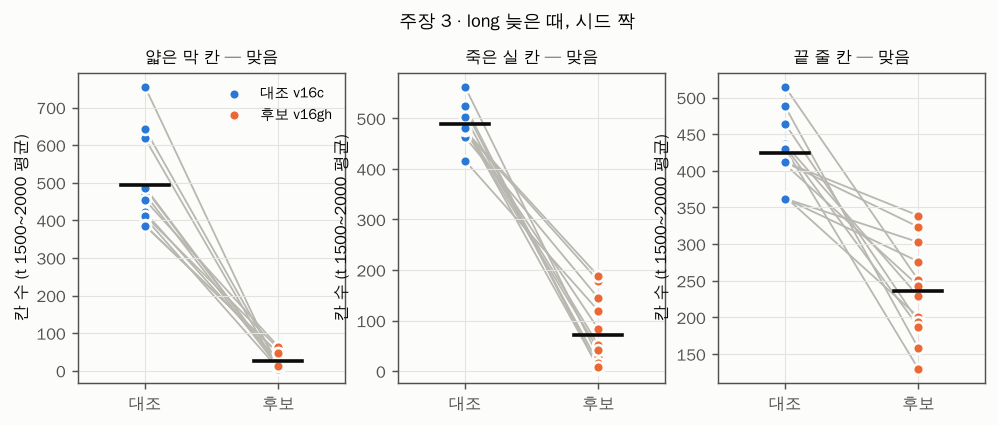 주장 3 · long 늦은 때, 시드 짝
얇은 막 칸 — 맞음
칸 수 (t 1500~2000 평균)
700
600
500
400
300
200
100
0
대조 v16c
후보 v16gh
대조
후보
죽은 실 칸 — 맞음
칸 수 (t 1500~2000 평균)
500
400
300
200
100
0
대조
후보
끝 줄 칸 — 맞음
칸 수 (t 1500~2000 평균)
500
450
400
350
300
250
200
150
대조
후보